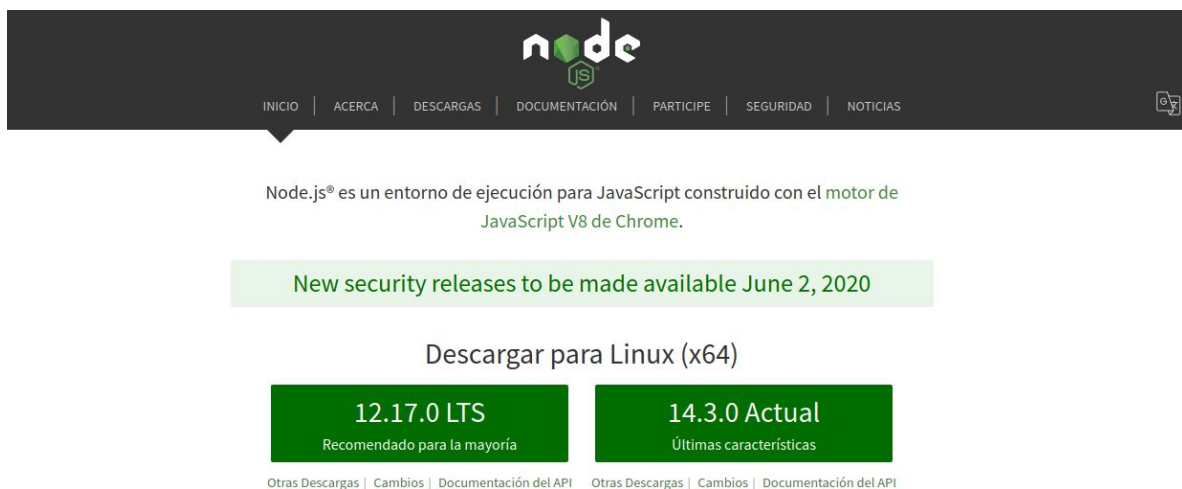 node
JS
INICIO | ACERCA | DESCARGAS | DOCUMENTACIÓN | PARTICIPE | SEGURIDAD | NOTICIAS
Node.js® es un entorno de ejecución para JavaScript construido con el motor de
JavaScript V8 de Chrome.
New security releases to be made available June 2, 2020
Descargar para Linux (x64)
12.17.0 LTS
Recomendado para la mayoría
14.3.0 Actual
Últimas características
Otras Descargas | Cambios | Documentación del API
Otras Descargas | Cambios | Documentación del API